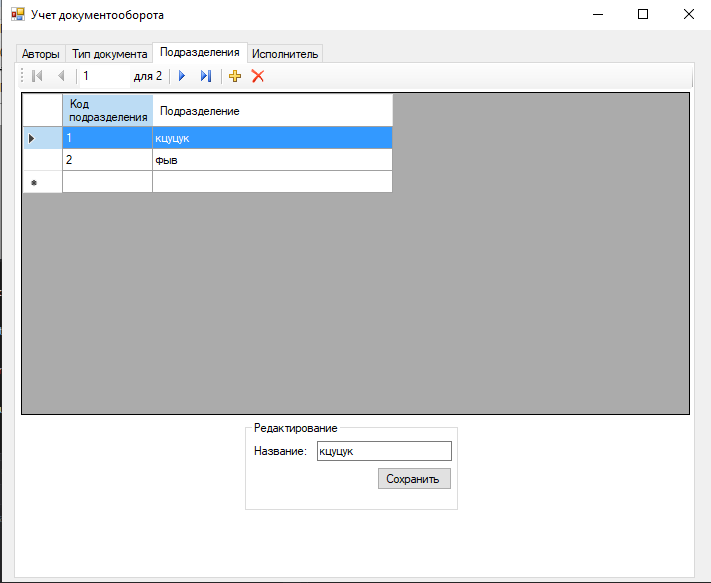 Учет документооборота
Авторы Тип документа Подразделения Исполнитель
1 для 2
Код подразделения Подразделение
1 кцуцук
2 фыв
Редактирование
Название: кцуцук
Сохранить